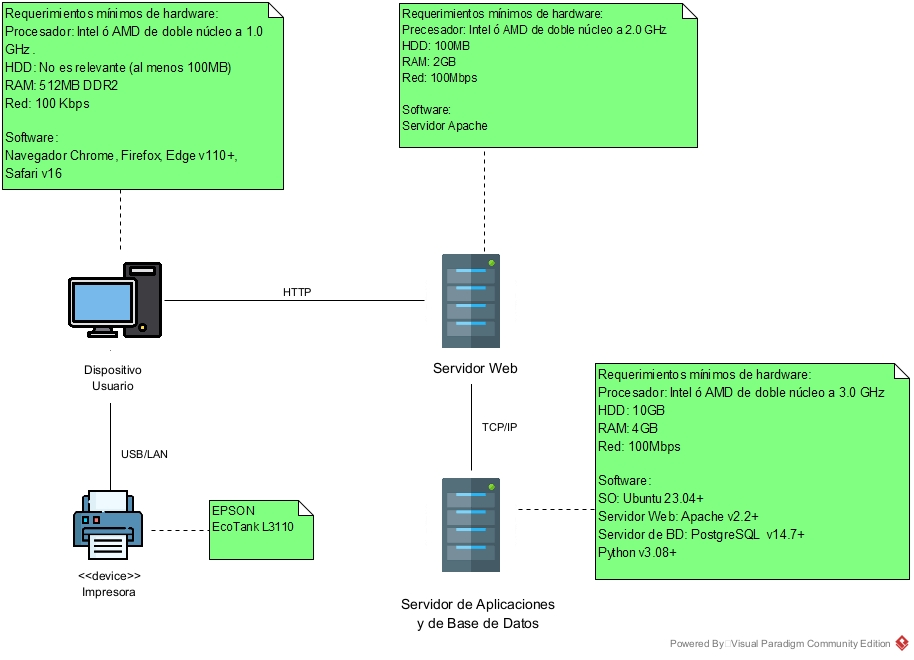 Requerimientos mínimos de hardware:
Procesador: Intel ó AMD de doble núcleo a 1.0
GHz .
HDD: No es relevante (al menos 100MB)
RAM: 512MB DDR2
Red: 100 Kbps
Software:
Navegador Chrome, Firefox, Edge v110+,
Safari v16
Requerimientos mínimos de hardware:
Precesador: Intel ó AMD de doble núcleo a 2.0 GHz
HDD: 100MB
RAM: 2GB
Red: 100Mbps
Software:
Servidor Apache
HTTP
Dispositivo
Usuario
Servidor Web
Requerimientos mínimos de hardware:
Procesador: Intel ó AMD de doble núcleo a 3.0 GHz
HDD: 10GB
RAM: 4GB
Red: 100Mbps
Software:
SO: Ubuntu 23.04+
Servidor Web: Apache v2.2+
Servidor de BD: PostgreSQL v14.7+
Python v3.08+
TCP/IP
USB/LAN
EPSON
EcoTank L3110
<<device>>
Impresora
Servidor de Aplicaciones
y de Base de Datos
Powered By Visual Paradigm Community Edition